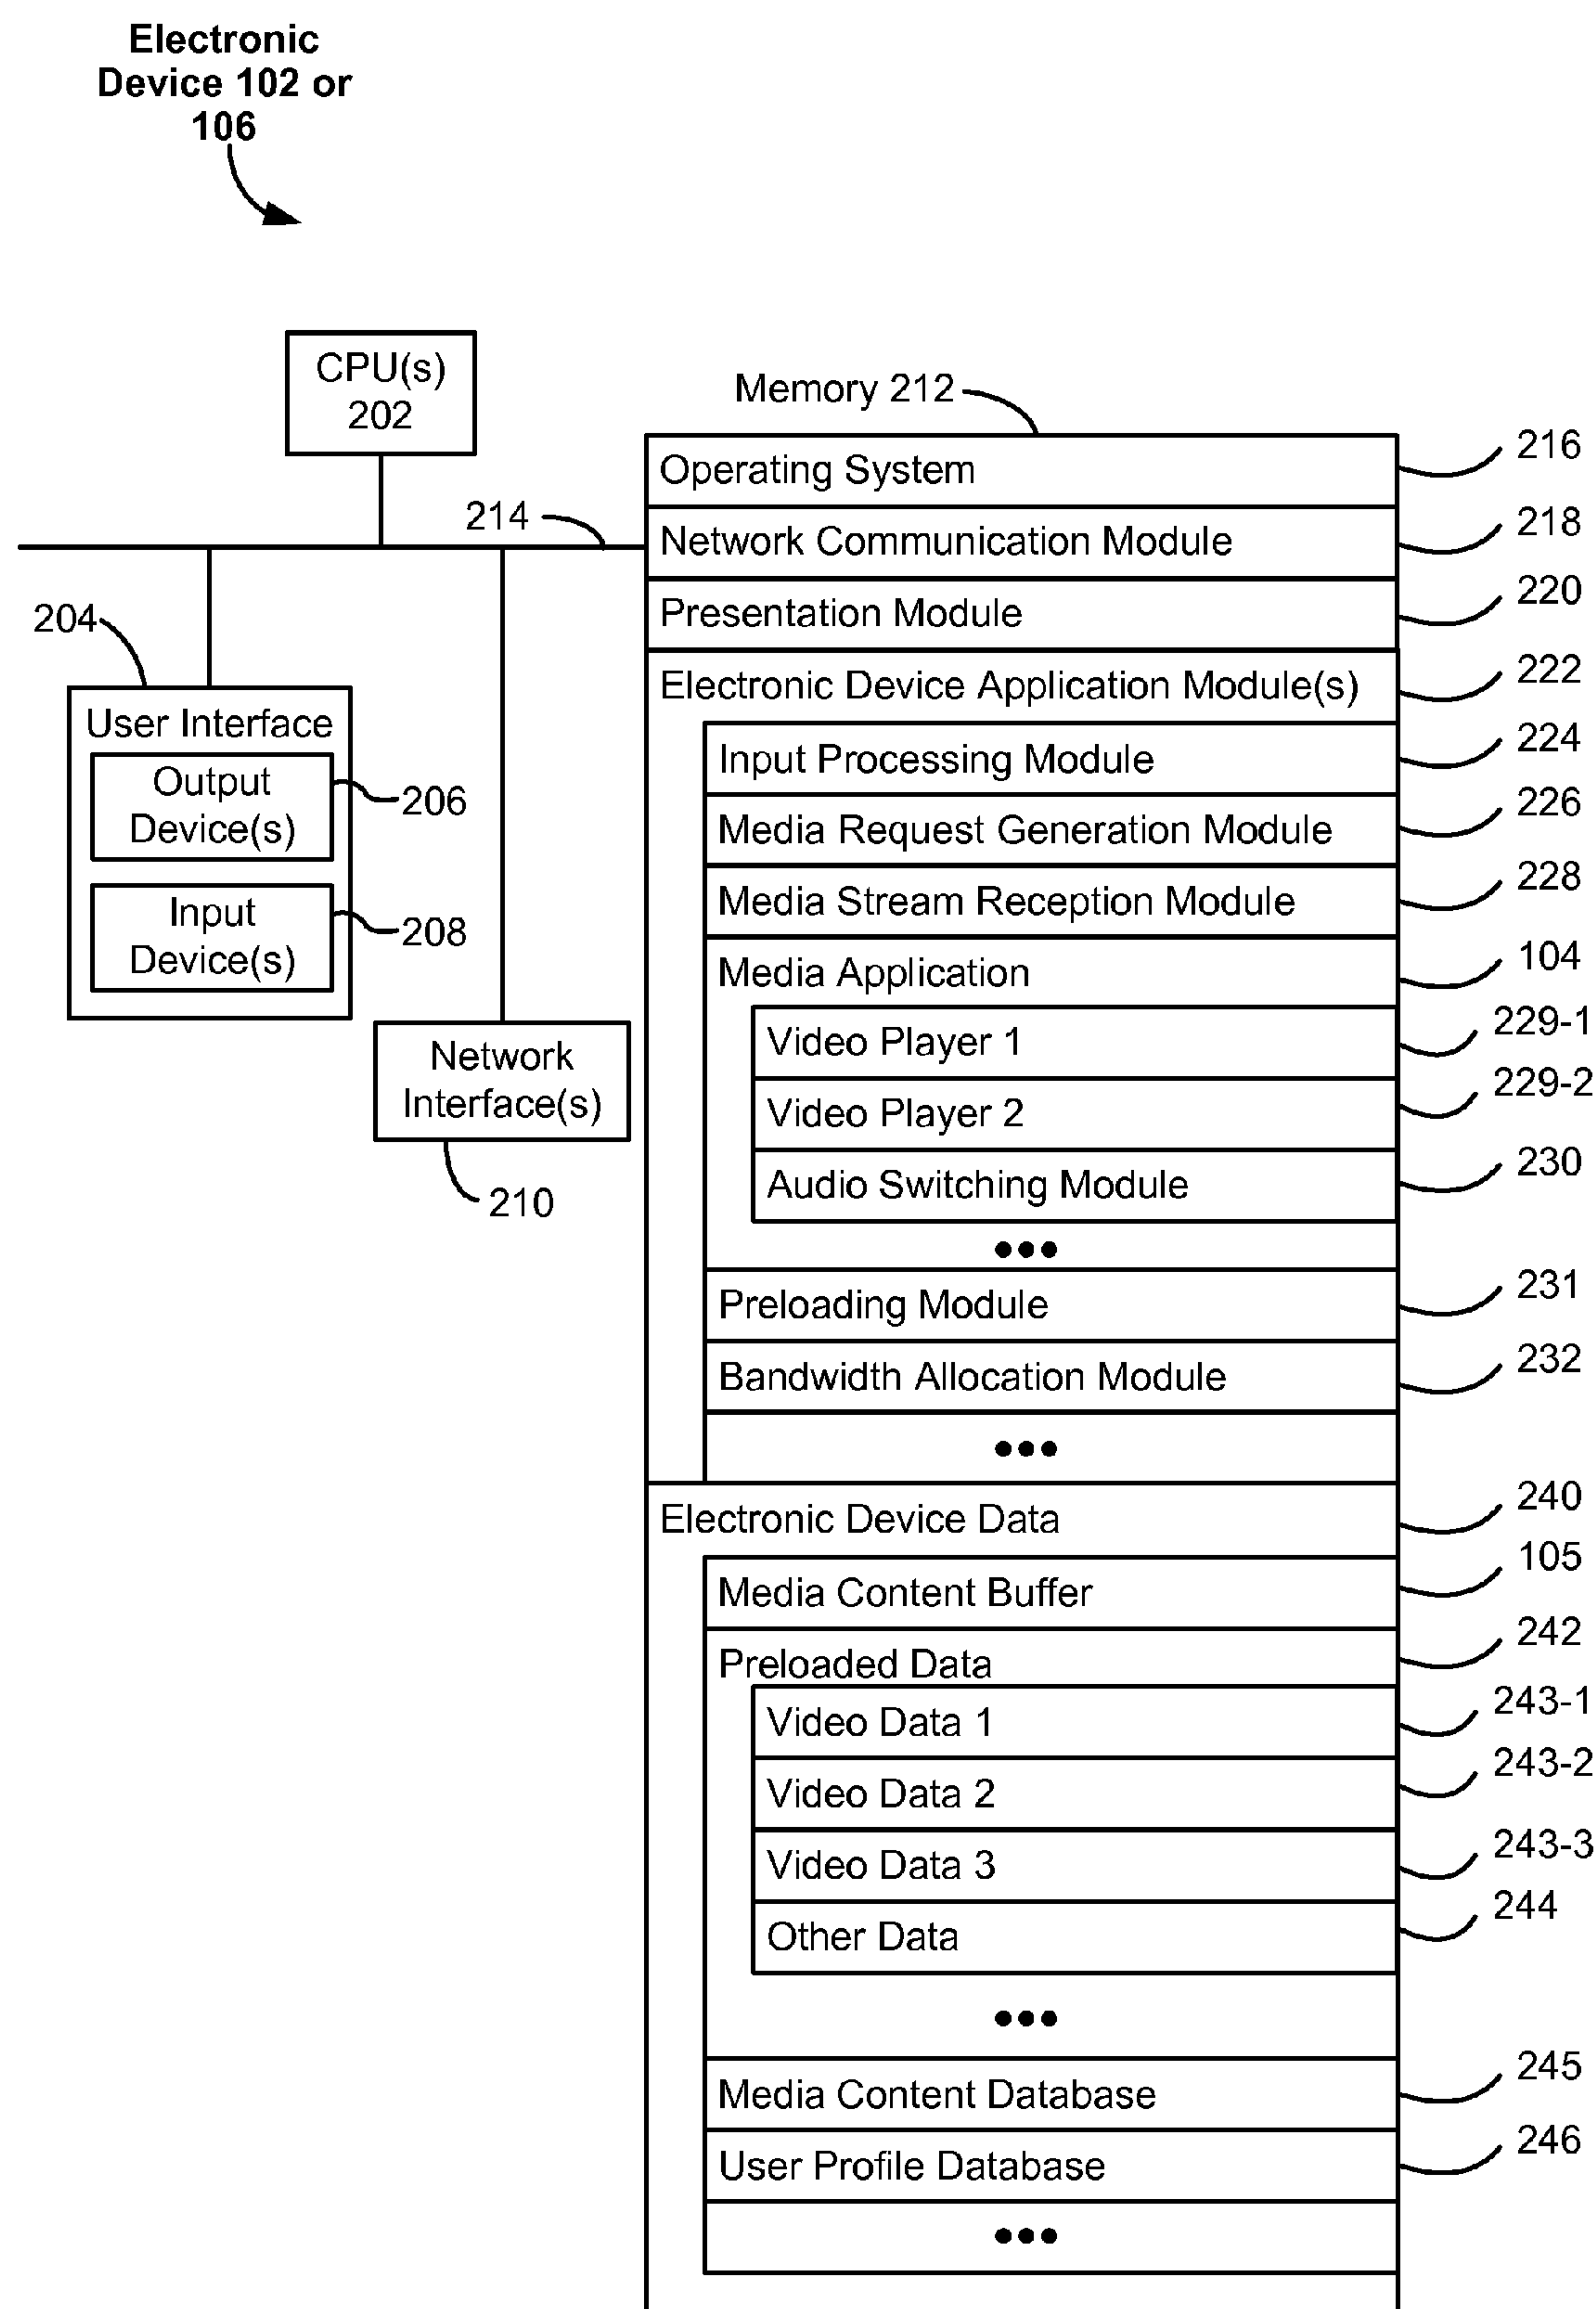 Electronic
Device 102 or
106
CPU(s)
202
Memory 212
214
204
User Interface
Output
Device(s)
206
Input
Device(s)
208
Network
Interface(s)
210
Operating System
216
Network Communication Module
218
Presentation Module
220
Electronic Device Application Module(s)
222
Input Processing Module
224
Media Request Generation Module
226
Media Stream Reception Module
228
Media Application
104
Video Player 1
229-1
Video Player 2
229-2
Audio Switching Module
230
•••
Preloading Module
231
Bandwidth Allocation Module
232
•••
Electronic Device Data
240
Media Content Buffer
105
Preloaded Data
242
Video Data 1
243-1
Video Data 2
243-2
Video Data 3
243-3
Other Data
244
•••
Media Content Database
245
User Profile Database
246
•••